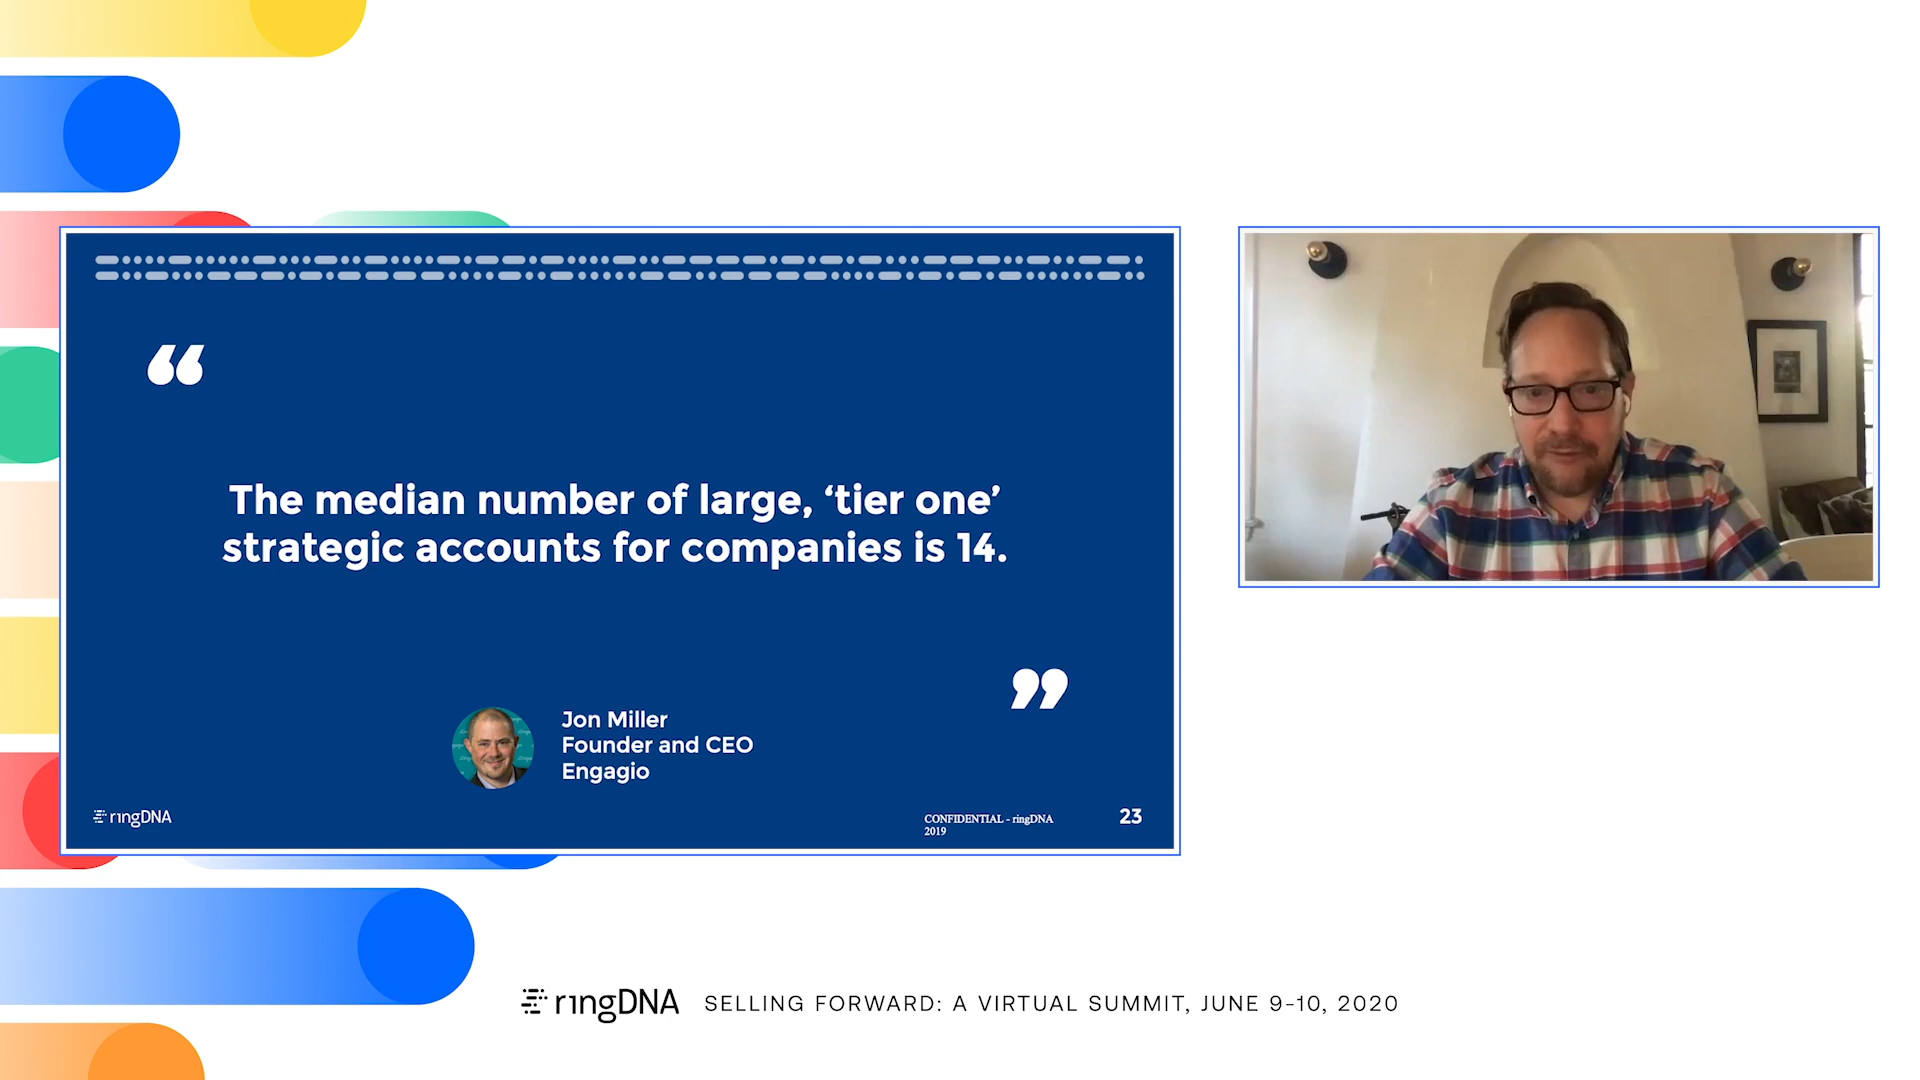 “
The median number of large, ‘tier one’
strategic accounts for companies is 14.
”
Jon Miller
Founder and CEO
Engagio
ringDNA
CONFIDENTIAL - ringDNA
2019
23
ringDNA SELLING FORWARD: A VIRTUAL SUMMIT, JUNE 9-10, 2020